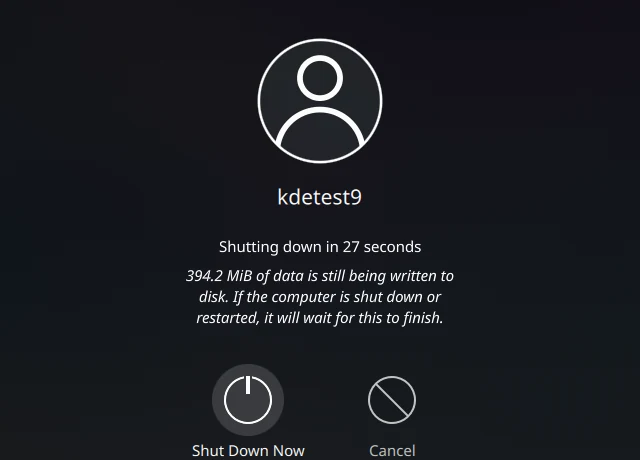 kdetest9
Shutting down in 27 seconds
394.2 MiB of data is still being written to
disk. If the computer is shut down or
restarted, it will wait for this to finish.
Shut Down Now
Cancel